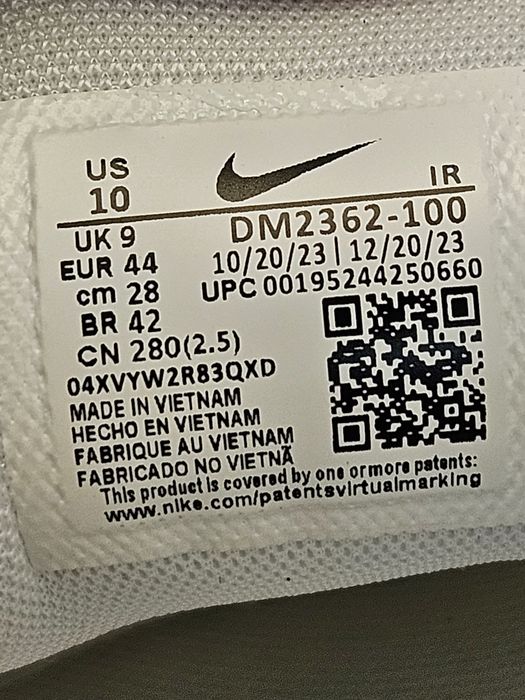 US
10
IR
UK 9
DM2362-100
EUR 44
10/20/23 | 12/20/23
cm 28
UPC 00195244250660
BR 42
CN 280(2.5)
04XVYW2R83QXD
MADE IN VIETNAM
HECHO EN VIETNAM
FABRIQUE AU VIETNAM
FABRICADO NO VIETNÃ
This product is covered by one or more patents:
www.nike.com/patentsvirtualmarking